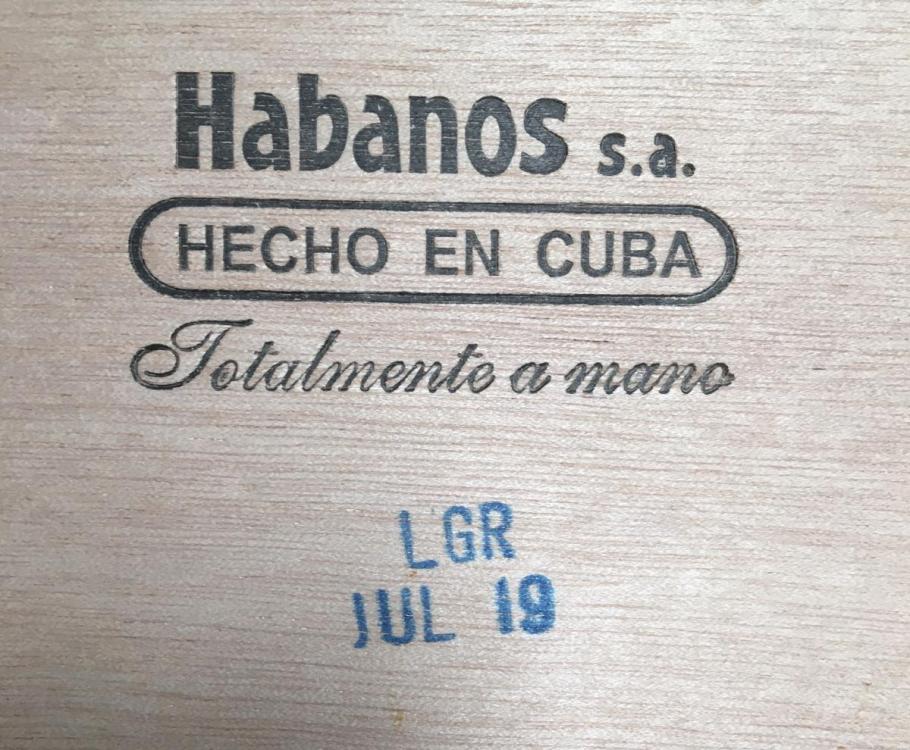 Habanos s.a.
HECHO EN CUBA
Totalmente a mano
LGR
JUL 19